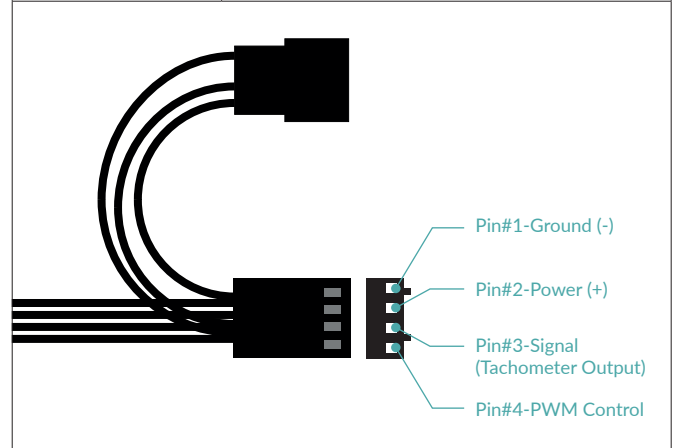 Pin#1-Ground (-)
Pin#2-Power (+)
Pin#3-Signal
(Tachometer Output)
Pin#4-PWM Control